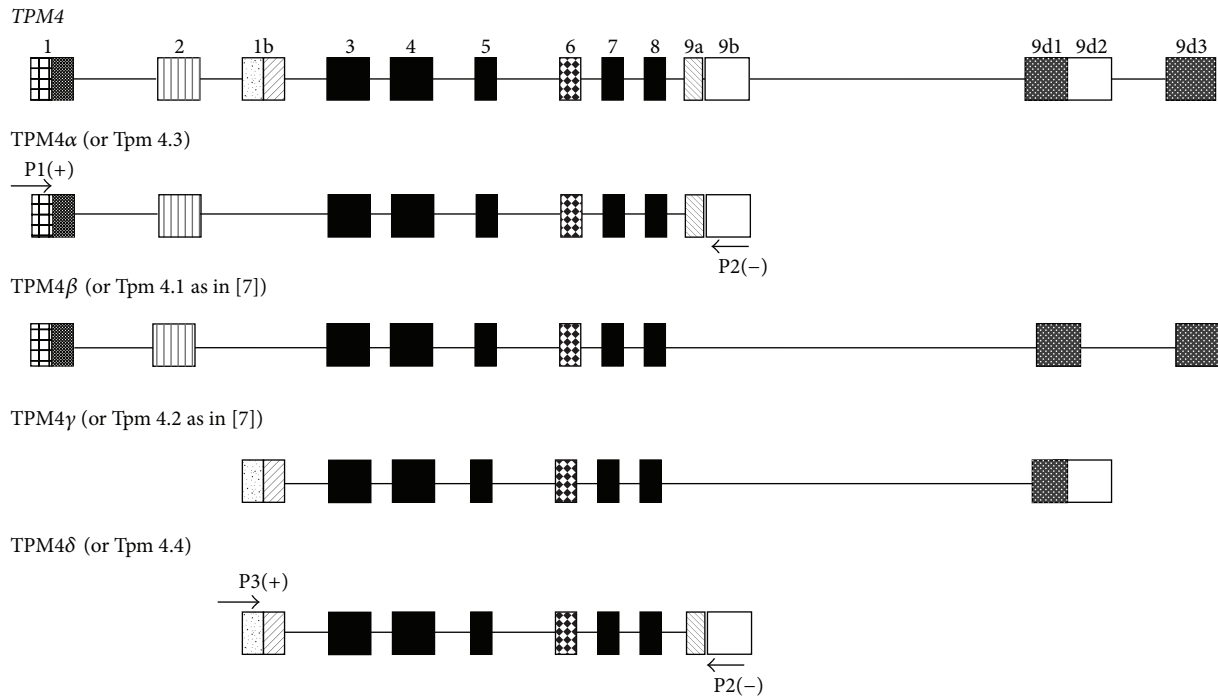 TPM4
1 2 1b 3 4 5 6 7 8 9a 9b 9d1 9d2 9d3
TPM4α (or Tpm 4.3)
P1(+)
P2(−)
TPM4β (or Tpm 4.1 as in [7])
TPM4γ (or Tpm 4.2 as in [7])
TPM4δ (or Tpm 4.4)
P3(+)
P2(−)